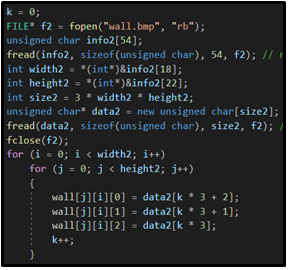 k = 0;
FILE* f2 = fopen("wall.bmp", "rb");
unsigned char info2[54];
fread(info2, sizeof(unsigned char), 54, f2); //
int width2 = *(int*)&info2[18];
int height2 = *(int*)&info2[22];
int size2 = 3 * width2 * height2;
unsigned char* data2 = new unsigned char[size2];
fread(data2, sizeof(unsigned char), size2, f2); //
fclose(f2);
for (i = 0; i < width2; i++)
for (j = 0; j < height2; j++)
{
wall[j][i][0] = data2[k * 3 + 2];
wall[j][i][1] = data2[k * 3 + 1];
wall[j][i][2] = data2[k * 3];
k++;
}